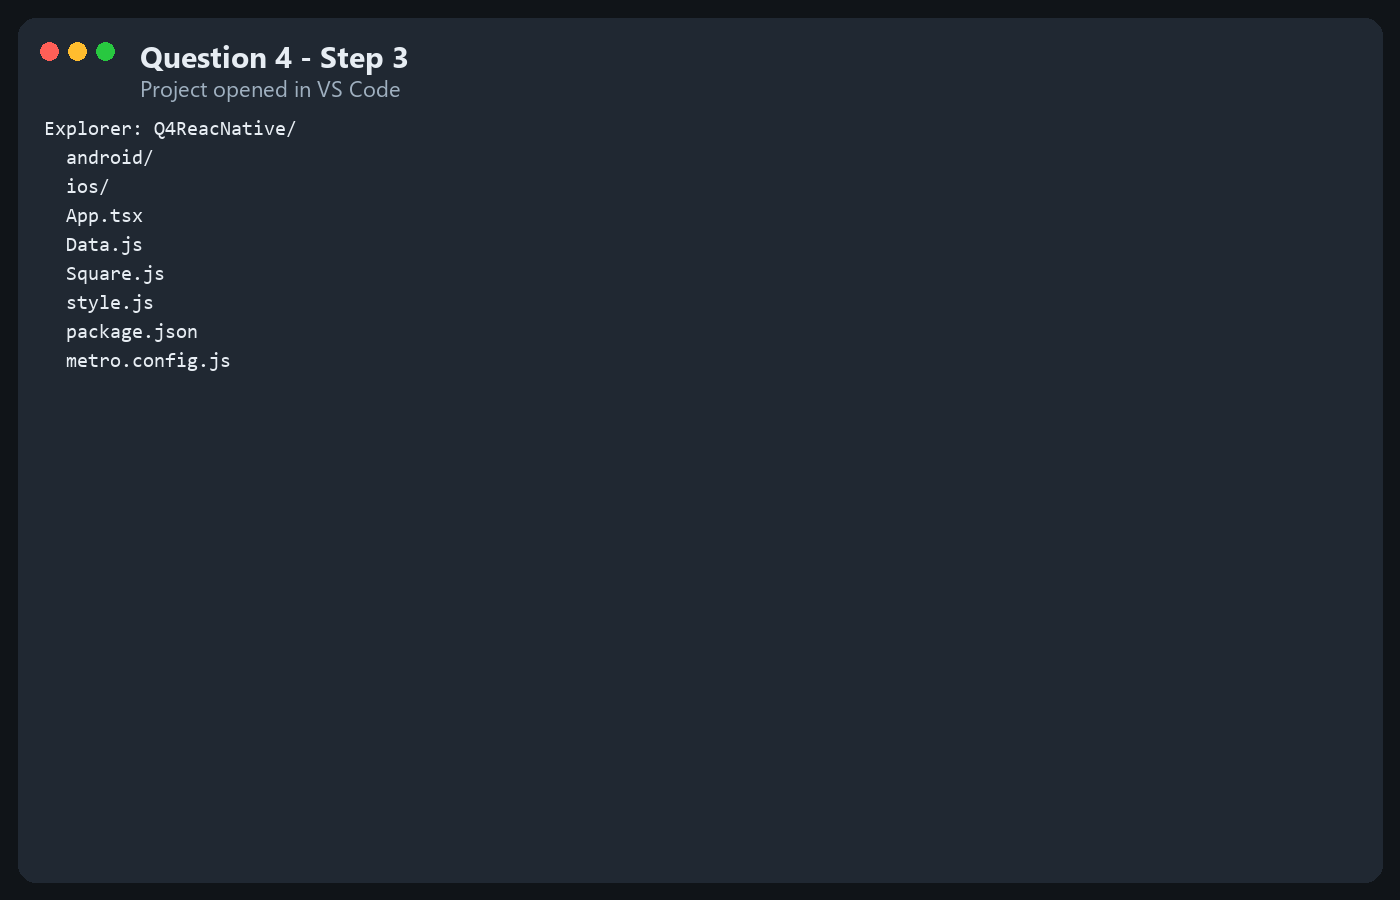 Question 4 - Step 3
Project opened in VS Code
Explorer: Q4ReacNative/
android/
ios/
App.tsx
Data.js
Square.js
style.js
package.json
metro.config.js